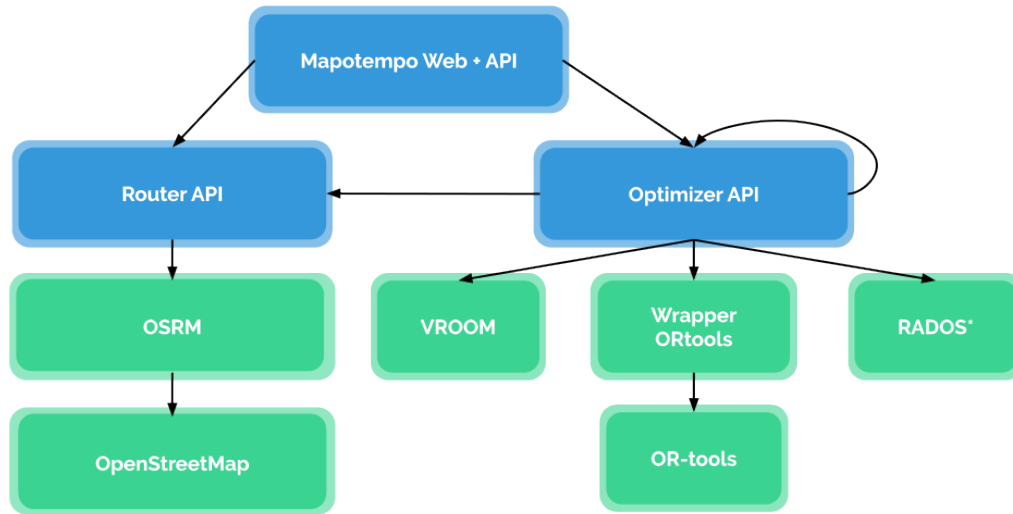 Mapotempo Web + API
Router API
Optimizer API
OSRM
VROOM
Wrapper
ORtools
RADOS*
OpenStreetMap
OR-tools